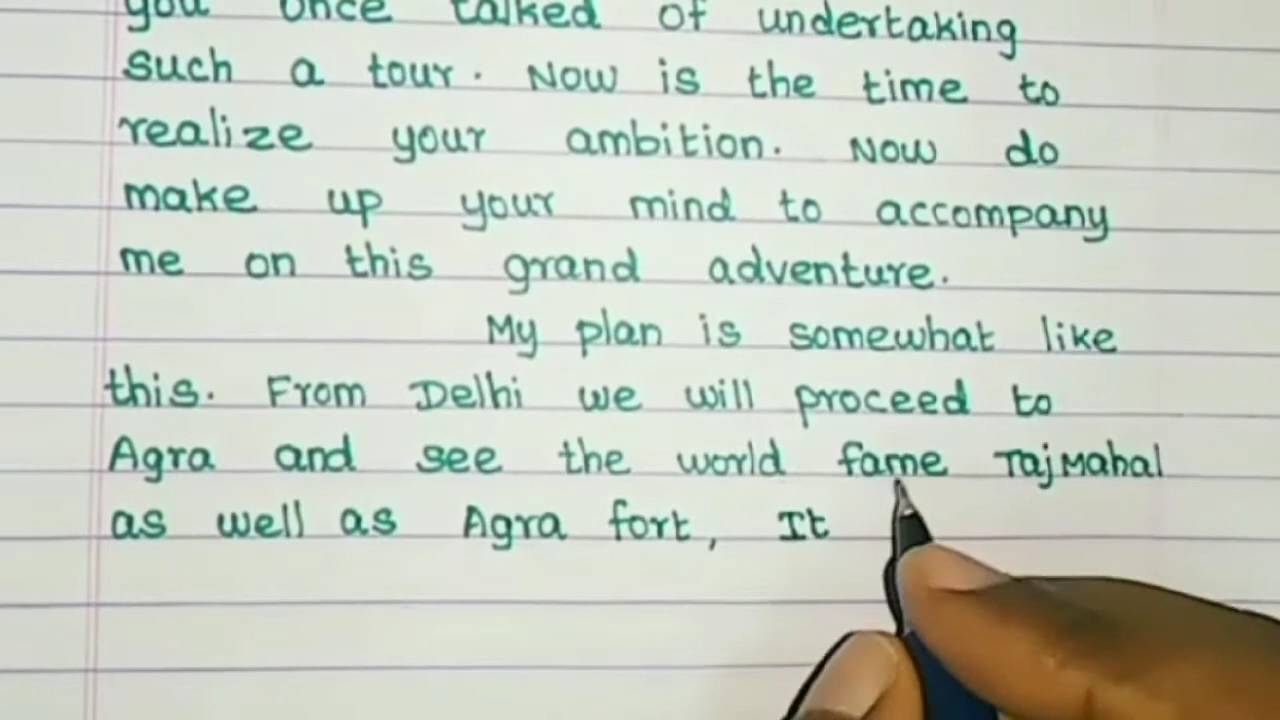 you once talked of undertaking
such a tour. Now is the time to
realize your ambition. Now do
make up your mind to accompany
me on this grand adventure.
My plan is somewhat like
this. From Delhi we will proceed to
Agra and see the world fame TajMahal
as well as Agra fort, It